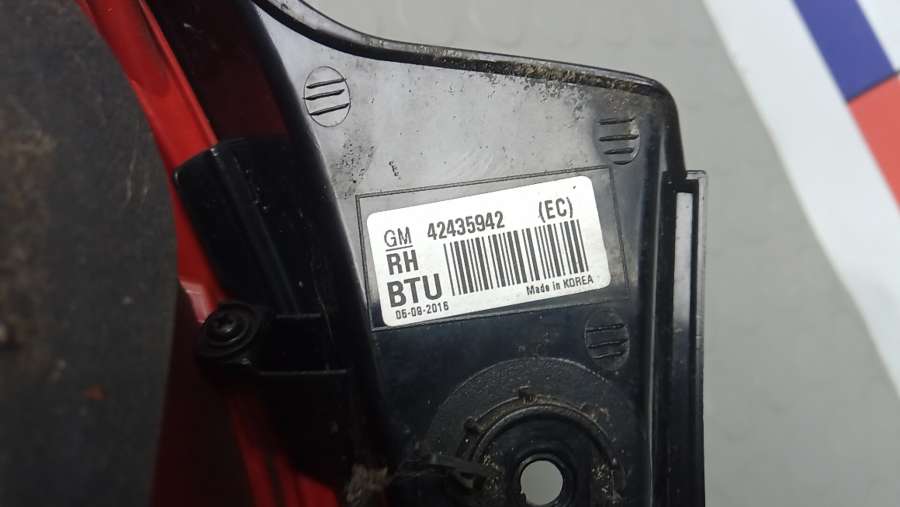 GM 42435942 (EC)
RH
BTU
06-09-2016 Made in KOREA